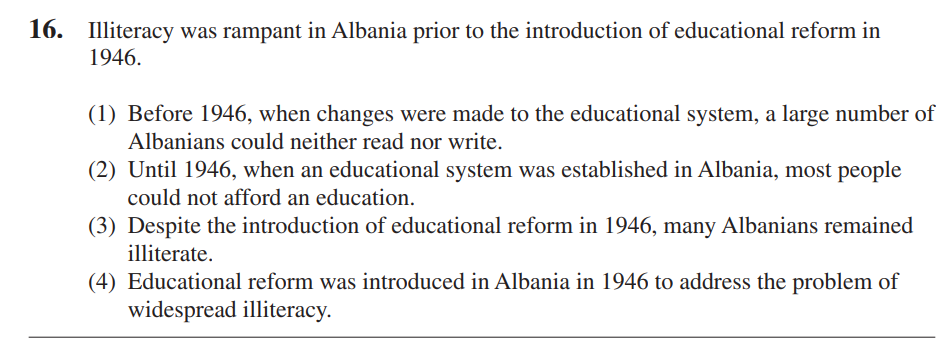 16. Illiteracy was rampant in Albania prior to the introduction of educational reform in
1946.
(1) Before 1946, when changes were made to the educational system, a large number of
Albanians could neither read nor write.
(2) Until 1946, when an educational system was established in Albania, most people
could not afford an education.
(3) Despite the introduction of educational reform in 1946, many Albanians remained
illiterate.
(4) Educational reform was introduced in Albania in 1946 to address the problem of
widespread illiteracy.